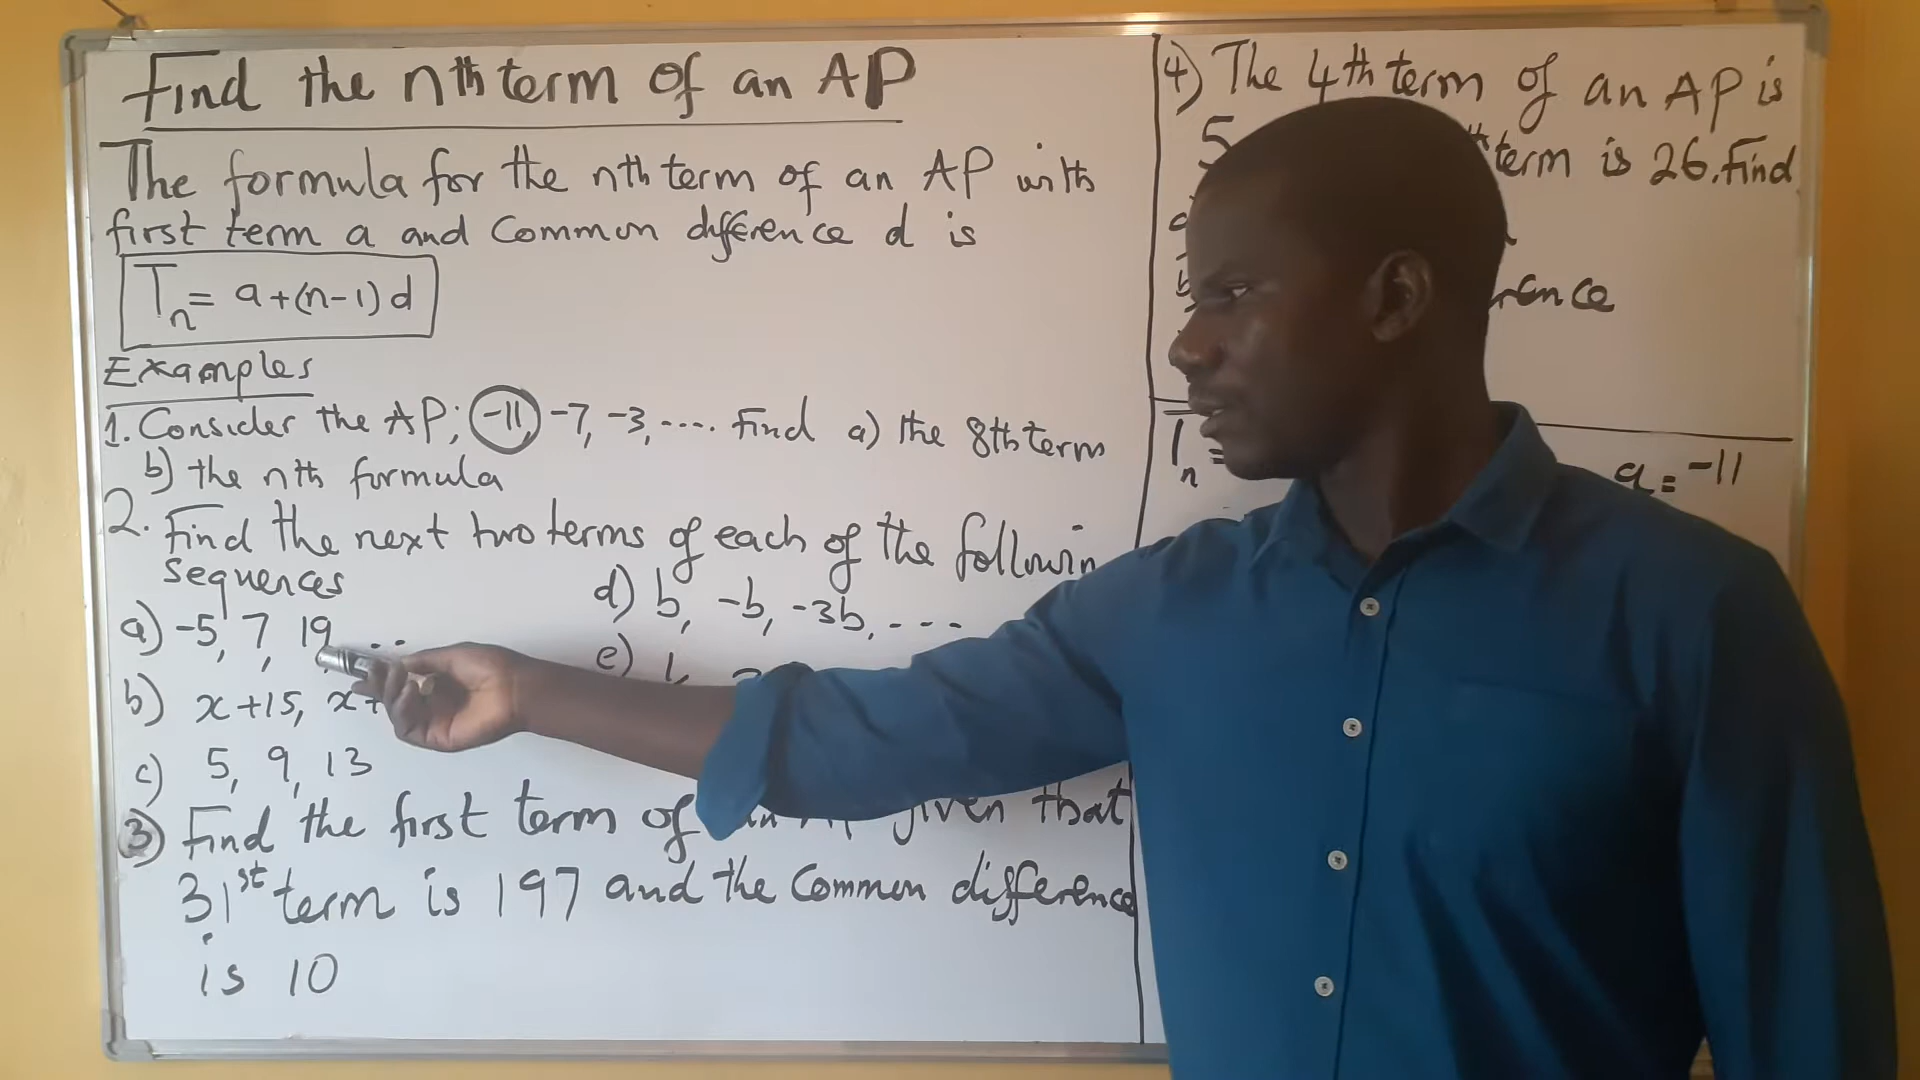 Find the nth term of an AP
The formula for the nth term of an AP with
first term a and Common difference d is
Tn = a+(n-1)d
Examples
1. Consider the AP; -11, -7, -3, .... Find a) the 8th term
b) the nth formula
2. Find the next two terms of each of the
sequences
a) -5, 7, 19, ...
b) x+15, x+
c) 5, 9, 13
d) b, -b, -3b, ----
e)
3) Find the first term of given that
31st term is 197 and the Common difference
is 10
4) The 4th term of an AP is
5 term is 26. Find
Tn =
a = -11